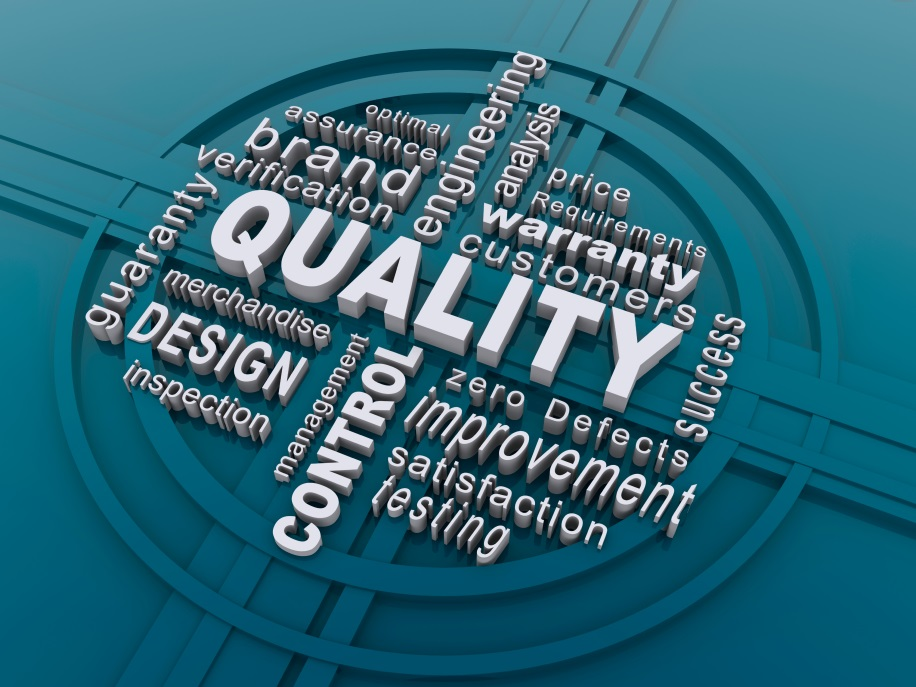 optimal
assurance
brand
verification
engineering
analysis
price
Requirements
warranty
customers
guaranty
QUALITY
merchandise
DESIGN
inspection
management
CONTROL
success
zero Defects
improvement
satisfaction
testing